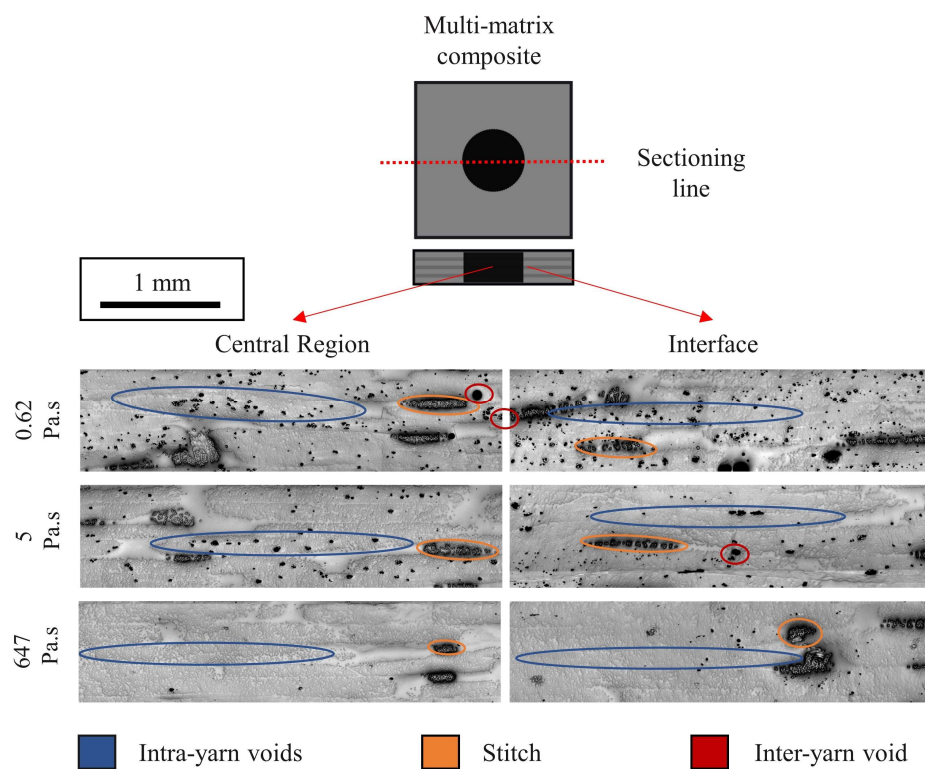 Multi-matrix
composite
Sectioning
line
1 mm
Central Region
Interface
0.62
Pa.s
5
Pa.s
647
Pa.s
Intra-yarn voids
Stitch
Inter-yarn void